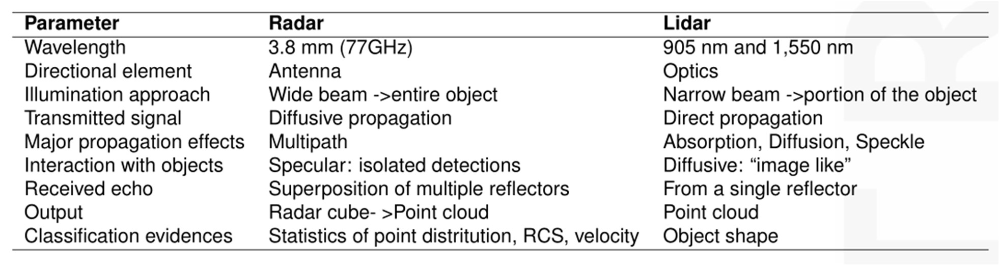 Parameter Radar Lidar
Wavelength 3.8 mm (77GHz) 905 nm and 1,550 nm
Directional element Antenna Optics
Illumination approach Wide beam ->entire object Narrow beam ->portion of the object
Transmitted signal Diffusive propagation Direct propagation
Major propagation effects Multipath Absorption, Diffusion, Speckle
Interaction with objects Specular: isolated detections Diffusive: “image like”
Received echo Superposition of multiple reflectors From a single reflector
Output Radar cube- >Point cloud Point cloud
Classification evidences Statistics of point distritution, RCS, velocity Object shape